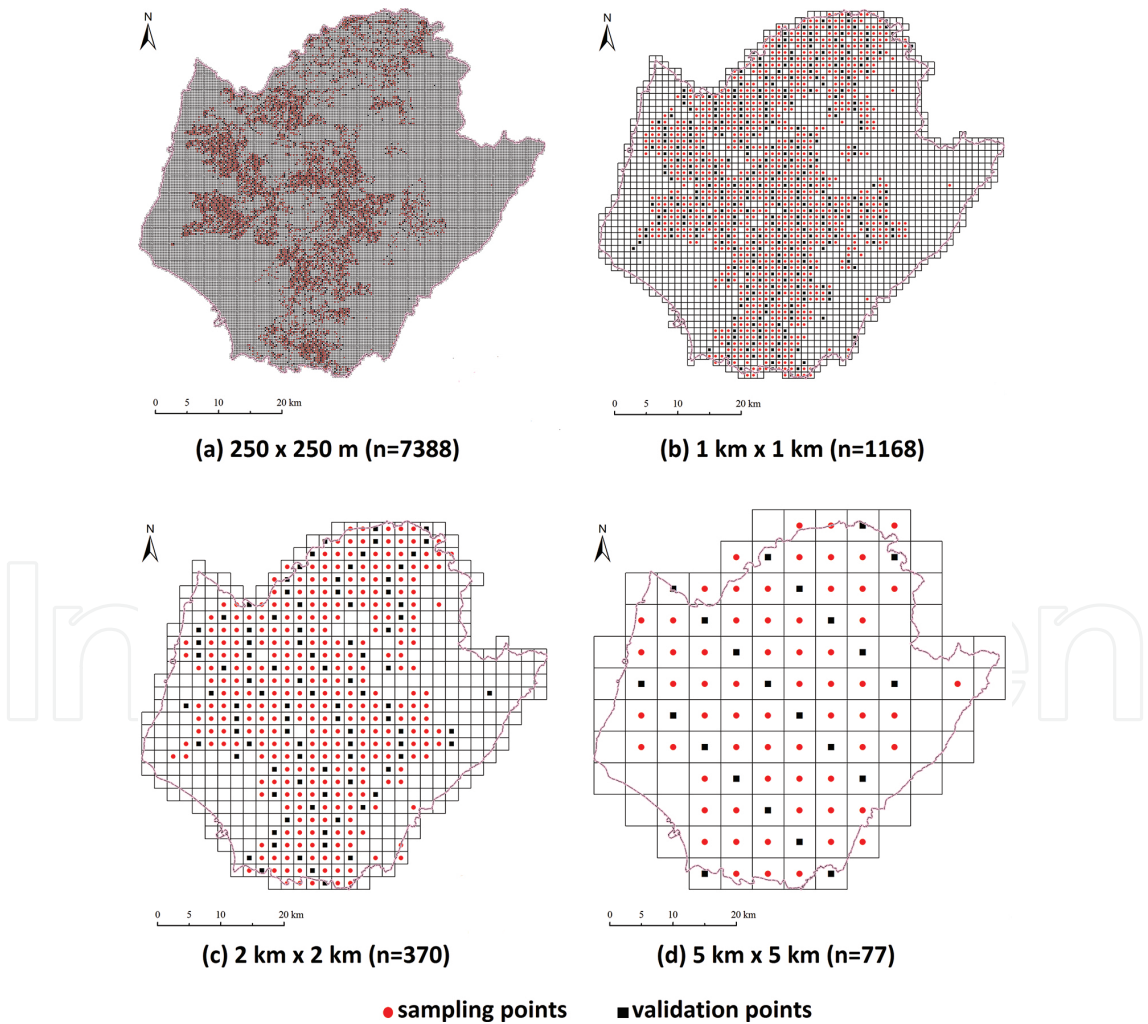 N
N
0 5 10 20 km
0 5 10 20 km
(a) 250 x 250 m (n=7388)
(b) 1 km x 1 km (n=1168)
N
N
0 5 10 20 km
0 5 10 20 km
(c) 2 km x 2 km (n=370)
(d) 5 km x 5 km (n=77)
sampling points validation points